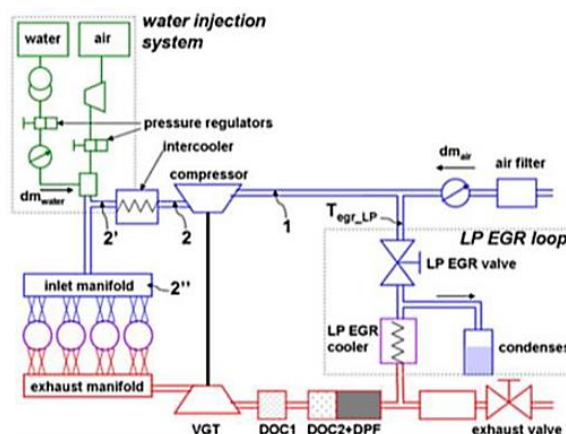 water injection
system
water
air
pressure regulators
intercooler
compressor
dm_air
air filter
dm_water
2'
2
1
T_egr_LP
LP EGR loop
LP EGR valve
inlet manifold
2''
LP EGR
cooler
condenses
exhaust manifold
VGT
DOC1
DOC2+DPF
exhaust valve